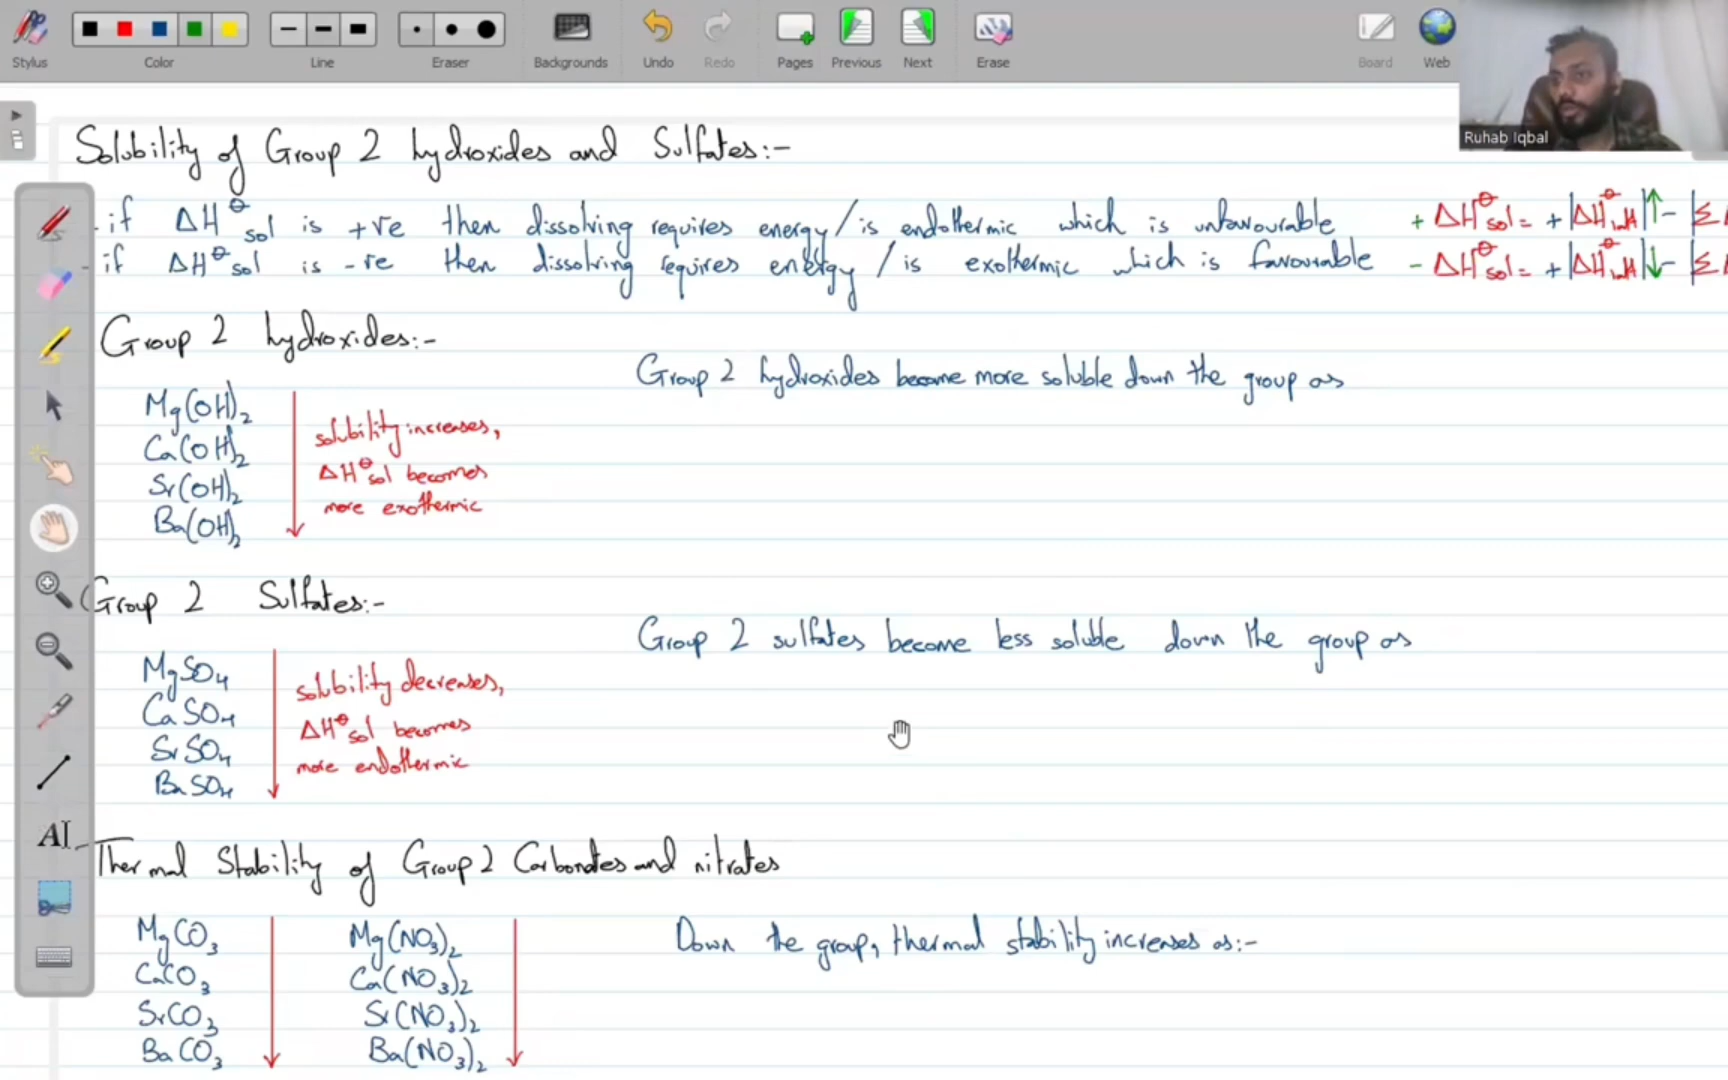 Stylus
Color
Line
Eraser
Backgrounds
Undo
Redo
Pages
Previous
Next
Erase
Board
Web
Ruhab Iqbal
Solubility of Group 2 hydroxides and Sulfates:-
- if ΔH⦵sol is +ve then dissolving requires energy/is endothermic which is unfavourable + ΔH⦵sol = + |ΔH⦵latt|↑ - |Σ
- if ΔH⦵sol is -ve then dissolving requires energy / is exothermic which is favourable - ΔH⦵sol = + |ΔH⦵latt|↓ - |Σ
Group 2 hydroxides:-
Group 2 hydroxides become more soluble down the group as
Mg(OH)2
Ca(OH)2
Sr(OH)2
Ba(OH)2
solubility increases,
ΔH⦵sol becomes
more exothermic
Group 2 Sulfates:-
Group 2 sulfates become less soluble down the group as
MgSO4
CaSO4
SrSO4
BaSO4
solubility decreases,
ΔH⦵sol becomes
more endothermic
AI
Thermal Stability of Group 2 Carbonates and nitrates
MgCO3 Mg(NO3)2
CaCO3 Ca(NO3)2
SrCO3 Sr(NO3)2
BaCO3 Ba(NO3)2
Down the group, thermal stability increases as:-